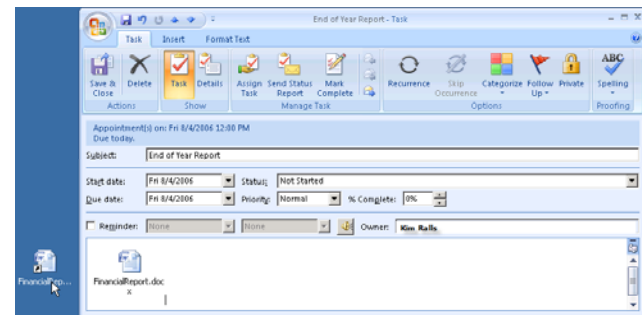 End of Year Report - Task
Task Insert Format Text
Save & Close
Delete
Task
Details
Assign Task
Send Status Report
Mark Complete
Recurrence
Skip Occurrence
Categorize
Follow Up
Private
ABC
Spelling
Actions Show Manage Task Options Proofing
Appointment(s) on: Fri 8/4/2006 12:00 PM
Due today.
Subject: End of Year Report
Start date: Fri 8/4/2006 Status: Not Started
Due date: Fri 8/4/2006 Priority: Normal % Complete: 0%
Reminder: None None Owner: Kim Ralls
FinancialReport.doc
x
FinancialRep...